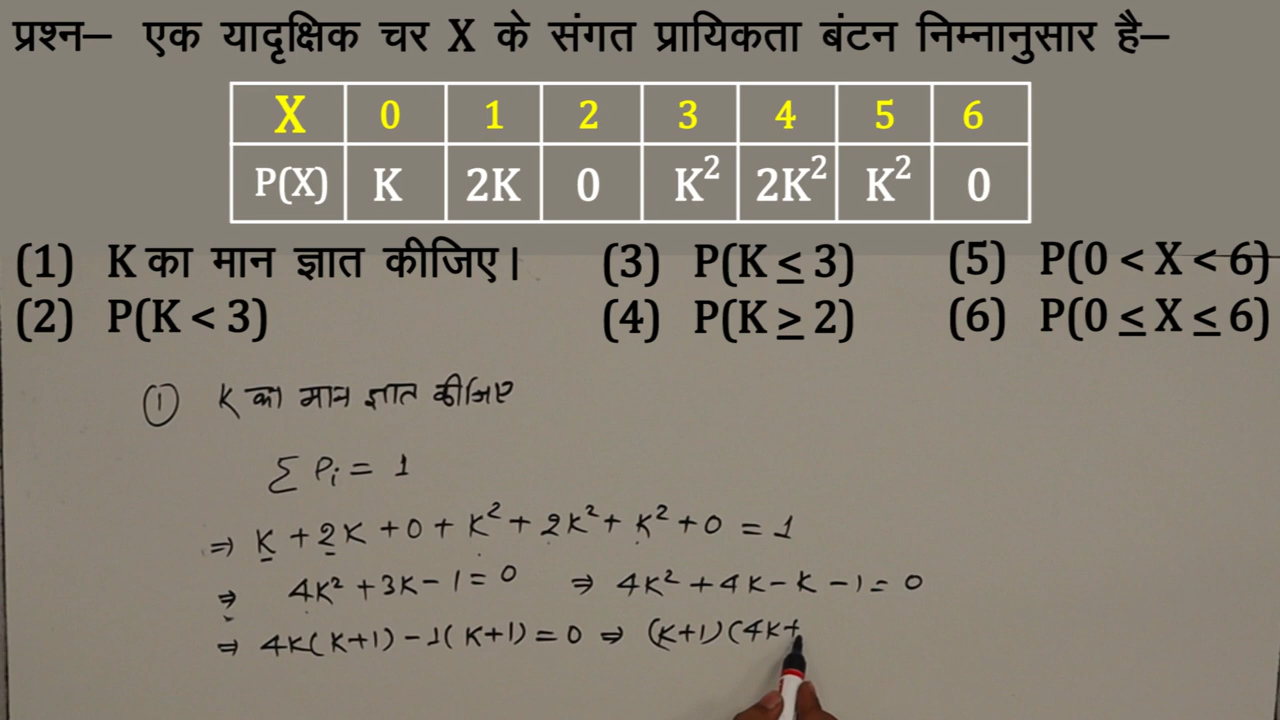 प्रश्न– एक यादृक्षिक चर X के संगत प्रायिकता बंटन निम्नानुसार है–
X 0 1 2 3 4 5 6
P(X) K 2K 0 K² 2K² K² 0
(1) K का मान ज्ञात कीजिए। (3) P(K ≤ 3) (5) P(0 < X < 6)
(2) P(K < 3) (4) P(K ≥ 2) (6) P(0 ≤ X ≤ 6)
① K का मान ज्ञात कीजिए
Σ Pi = 1
⇒ K + 2K + 0 + K² + 2K² + K² + 0 = 1
⇒ 4K² + 3K - 1 = 0 ⇒ 4K² + 4K - K - 1 = 0
⇒ 4K(K+1) - 1(K+1) = 0 ⇒ (K+1)(4K+